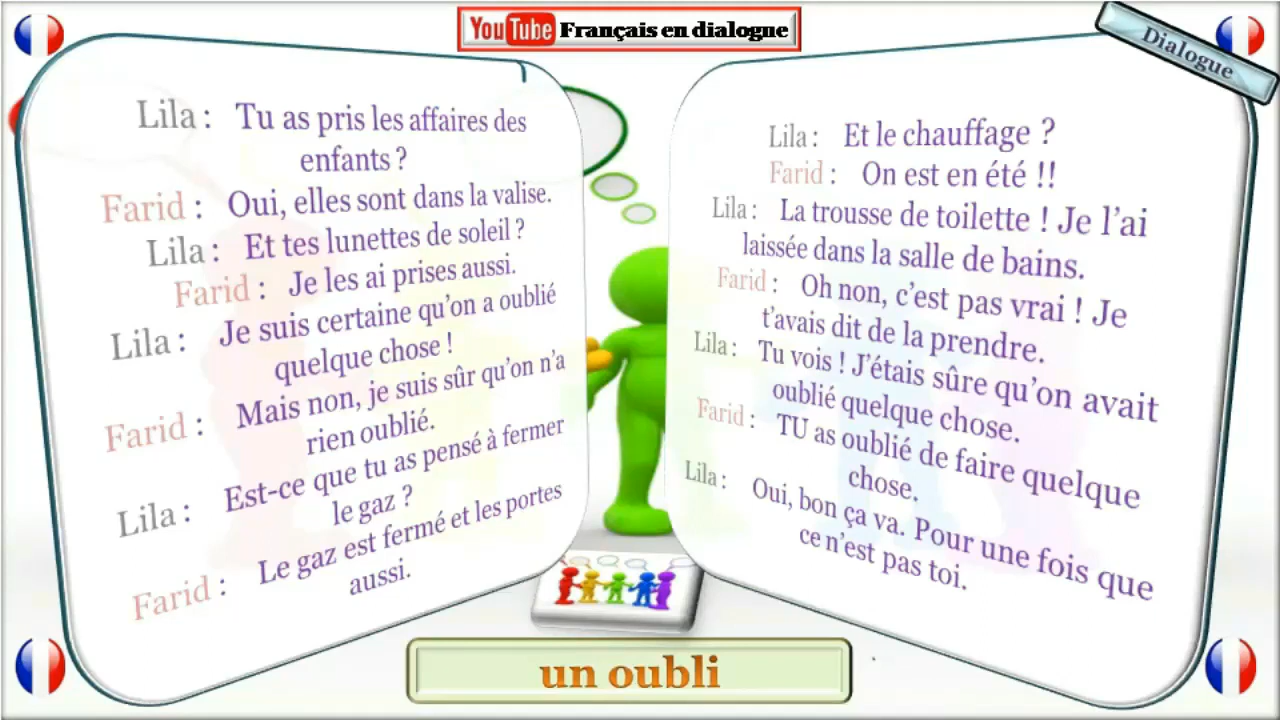 YouTube Français en dialogue
Dialogue
Lila : Tu as pris les affaires des
enfants ?
Farid : Oui, elles sont dans la valise.
Lila : Et tes lunettes de soleil ?
Farid : Je les ai prises aussi.
Lila : Je suis certaine qu'on a oublié
quelque chose !
Farid : Mais non, je suis sûr qu'on n'a
rien oublié.
Lila : Est-ce que tu as pensé à fermer
le gaz ?
Farid : Le gaz est fermé et les portes
aussi.
Lila : Et le chauffage ?
Farid : On est en été !!
Lila : La trousse de toilette ! Je l'ai
laissée dans la salle de bains.
Farid : Oh non, c'est pas vrai ! Je
t'avais dit de la prendre.
Lila : Tu vois ! J'étais sûre qu'on avait
oublié quelque chose.
Farid : TU as oublié de faire quelque
chose.
Lila : Oui, bon ça va. Pour une fois que
ce n'est pas toi.
un oubli